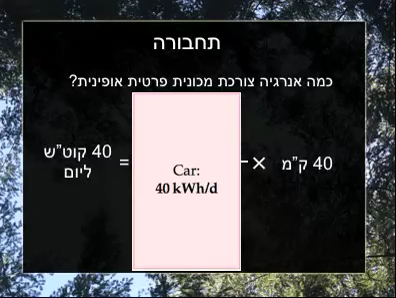 תחבורה
כמה אנרגיה צורכת מכונית פרטית אופינית?
40 ק"מ × -
Car:
40 kWh/d
= 40 קוט"ש
ליום